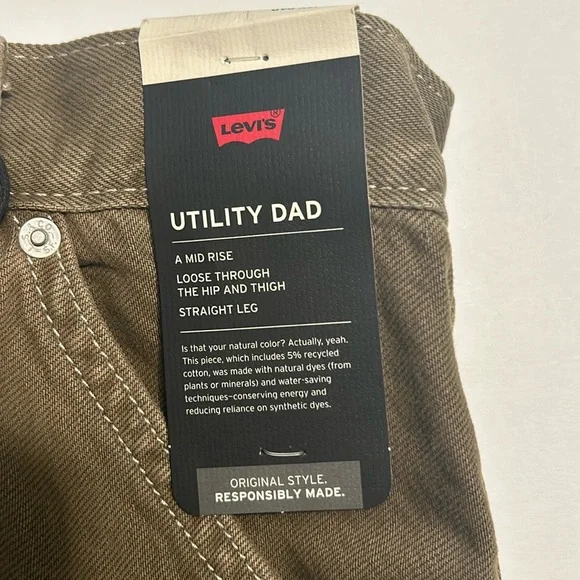 Levi's®
UTILITY DAD
A MID RISE
LOOSE THROUGH
THE HIP AND THIGH
STRAIGHT LEG
Is that your natural color? Actually, yeah.
This piece, which includes 5% recycled
cotton, was made with natural dyes (from
plants or minerals) and water-saving
techniques–conserving energy and
reducing reliance on synthetic dyes.
ORIGINAL STYLE.
RESPONSIBLY MADE.